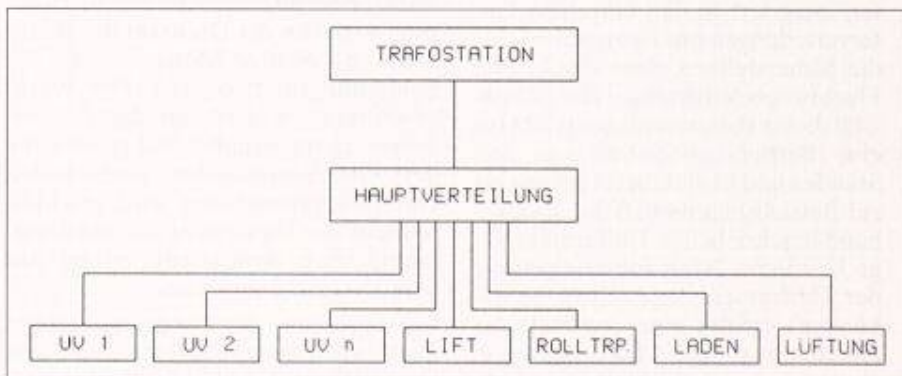 TRAFOSTATION
HAUPTVERTEILUNG
UV 1
UV 2
UV n
LIFT
ROLLTRP.
LADEN
LÜFTUNG